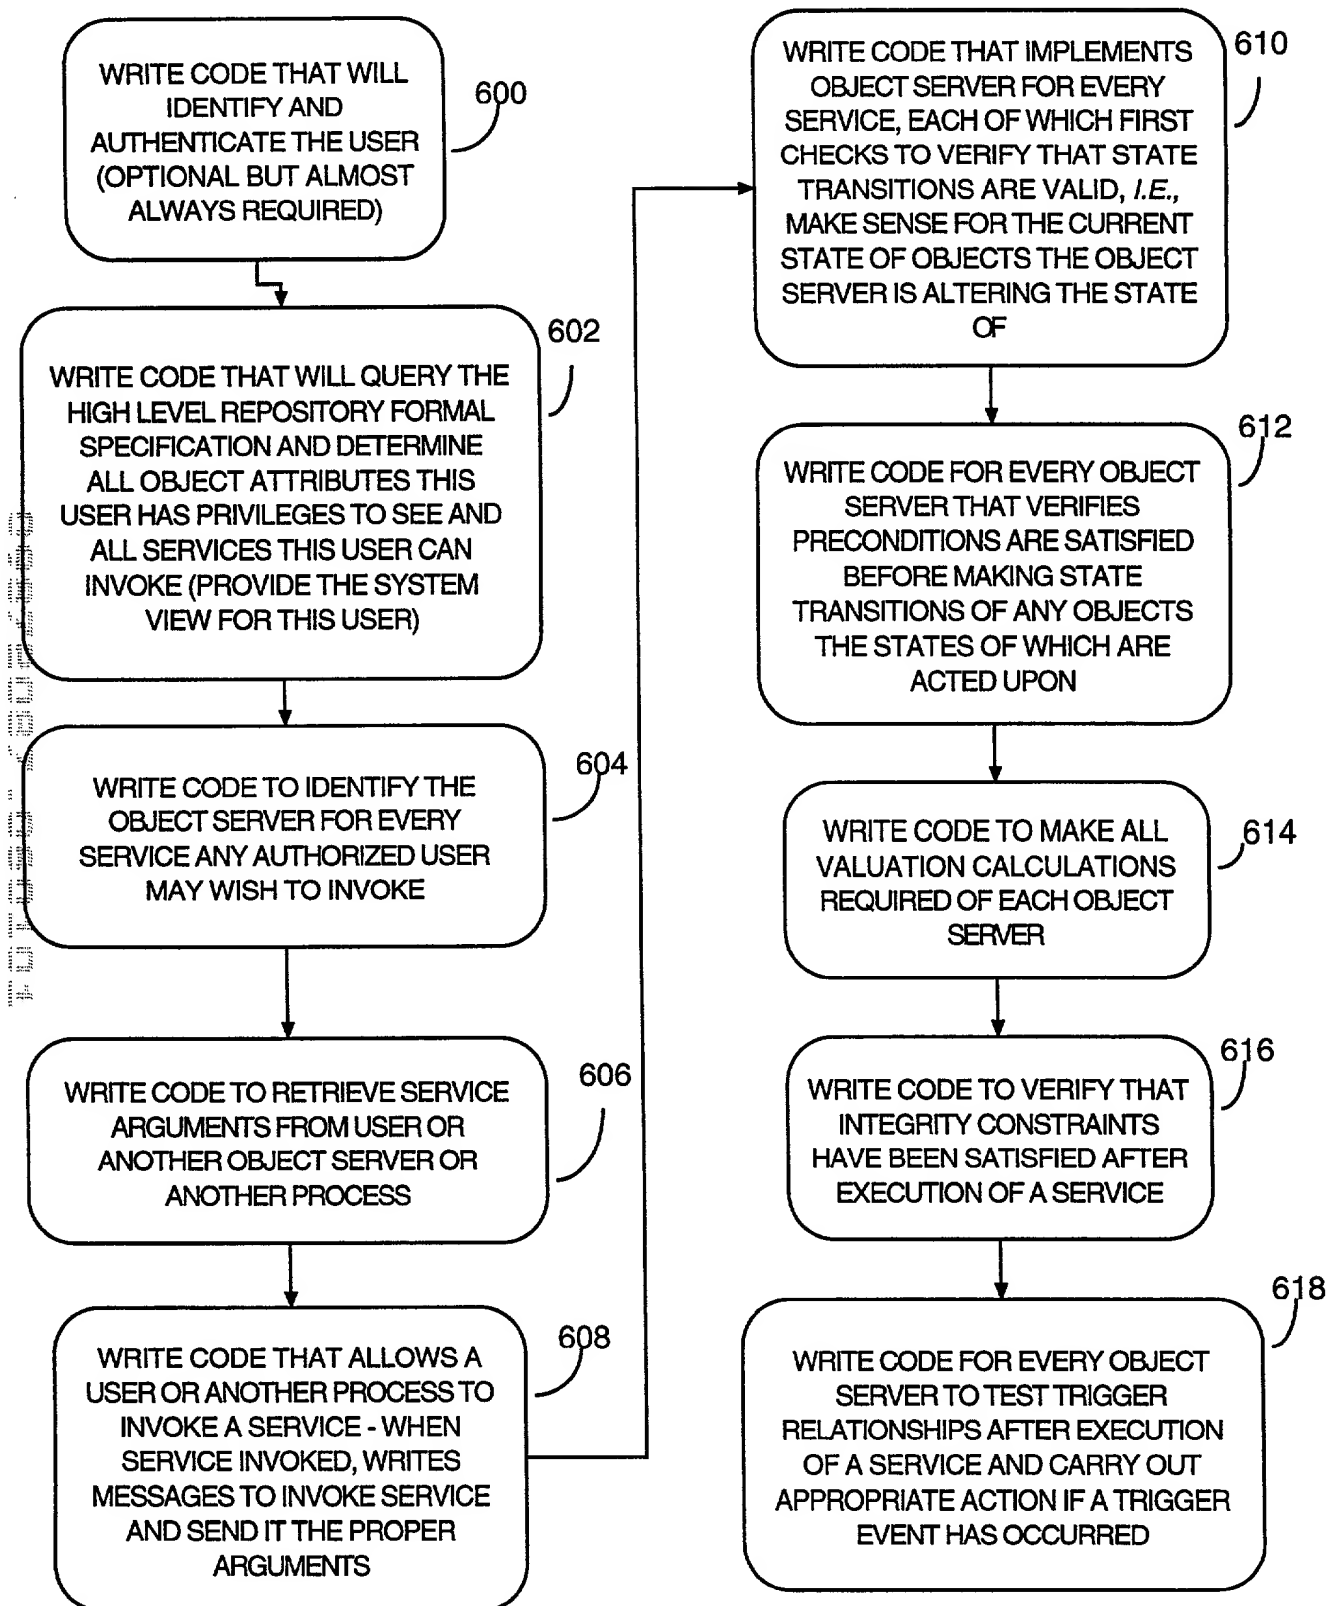 WRITE CODE THAT WILL
IDENTIFY AND
AUTHENTICATE THE USER
(OPTIONAL BUT ALMOST
ALWAYS REQUIRED)
600
WRITE CODE THAT WILL QUERY THE
HIGH LEVEL REPOSITORY FORMAL
SPECIFICATION AND DETERMINE
ALL OBJECT ATTRIBUTES THIS
USER HAS PRIVILEGES TO SEE AND
ALL SERVICES THIS USER CAN
INVOKE (PROVIDE THE SYSTEM
VIEW FOR THIS USER)
602
WRITE CODE TO IDENTIFY THE
OBJECT SERVER FOR EVERY
SERVICE ANY AUTHORIZED USER
MAY WISH TO INVOKE
604
WRITE CODE TO RETRIEVE SERVICE
ARGUMENTS FROM USER OR
ANOTHER OBJECT SERVER OR
ANOTHER PROCESS
606
WRITE CODE THAT ALLOWS A
USER OR ANOTHER PROCESS TO
INVOKE A SERVICE - WHEN
SERVICE INVOKED, WRITES
MESSAGES TO INVOKE SERVICE
AND SEND IT THE PROPER
ARGUMENTS
608
WRITE CODE THAT IMPLEMENTS
OBJECT SERVER FOR EVERY
SERVICE, EACH OF WHICH FIRST
CHECKS TO VERIFY THAT STATE
TRANSITIONS ARE VALID, I.E.,
MAKE SENSE FOR THE CURRENT
STATE OF OBJECTS THE OBJECT
SERVER IS ALTERING THE STATE
OF
610
WRITE CODE FOR EVERY OBJECT
SERVER THAT VERIFIES
PRECONDITIONS ARE SATISFIED
BEFORE MAKING STATE
TRANSITIONS OF ANY OBJECTS
THE STATES OF WHICH ARE
ACTED UPON
612
WRITE CODE TO MAKE ALL
VALUATION CALCULATIONS
REQUIRED OF EACH OBJECT
SERVER
614
WRITE CODE TO VERIFY THAT
INTEGRITY CONSTRAINTS
HAVE BEEN SATISFIED AFTER
EXECUTION OF A SERVICE
616
WRITE CODE FOR EVERY OBJECT
SERVER TO TEST TRIGGER
RELATIONSHIPS AFTER EXECUTION
OF A SERVICE AND CARRY OUT
APPROPRIATE ACTION IF A TRIGGER
EVENT HAS OCCURRED
618